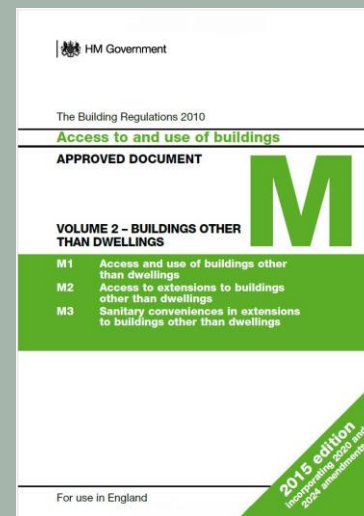 HM Government
The Building Regulations 2010
Access to and use of buildings
APPROVED DOCUMENT
M
VOLUME 2 – BUILDINGS OTHER
THAN DWELLINGS
M1 Access and use of buildings other
than dwellings
M2 Access to extensions to buildings
other than dwellings
M3 Sanitary conveniences in extensions
to buildings other than dwellings
2015 edition
incorporating 2020 and
2024 amendments
For use in England